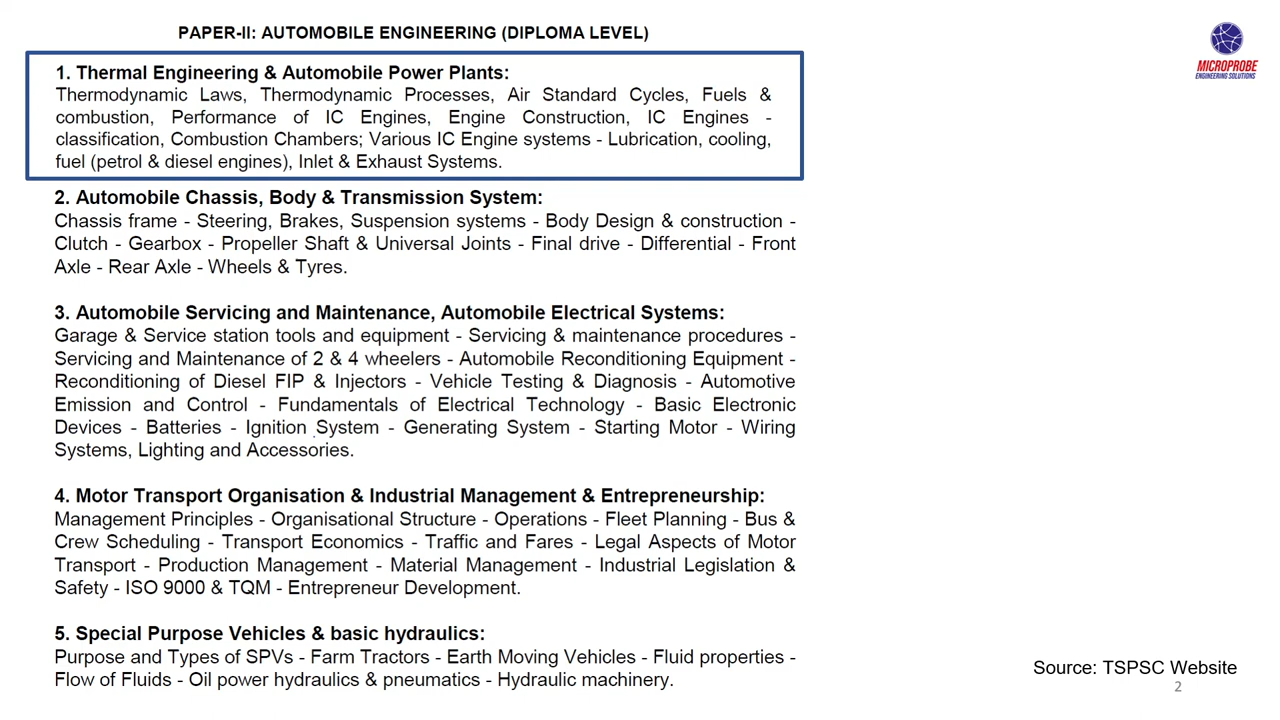 PAPER-II: AUTOMOBILE ENGINEERING (DIPLOMA LEVEL)
MICROPROBE
ENGINEERING SOLUTIONS
1. Thermal Engineering & Automobile Power Plants:
Thermodynamic Laws, Thermodynamic Processes, Air Standard Cycles, Fuels &
combustion, Performance of IC Engines, Engine Construction, IC Engines -
classification, Combustion Chambers; Various IC Engine systems - Lubrication, cooling,
fuel (petrol & diesel engines), Inlet & Exhaust Systems.
2. Automobile Chassis, Body & Transmission System:
Chassis frame - Steering, Brakes, Suspension systems - Body Design & construction -
Clutch - Gearbox - Propeller Shaft & Universal Joints - Final drive - Differential - Front
Axle - Rear Axle - Wheels & Tyres.
3. Automobile Servicing and Maintenance, Automobile Electrical Systems:
Garage & Service station tools and equipment - Servicing & maintenance procedures -
Servicing and Maintenance of 2 & 4 wheelers - Automobile Reconditioning Equipment -
Reconditioning of Diesel FIP & Injectors - Vehicle Testing & Diagnosis - Automotive
Emission and Control - Fundamentals of Electrical Technology - Basic Electronic
Devices - Batteries - Ignition System - Generating System - Starting Motor - Wiring
Systems, Lighting and Accessories.
4. Motor Transport Organisation & Industrial Management & Entrepreneurship:
Management Principles - Organisational Structure - Operations - Fleet Planning - Bus &
Crew Scheduling - Transport Economics - Traffic and Fares - Legal Aspects of Motor
Transport - Production Management - Material Management - Industrial Legislation &
Safety - ISO 9000 & TQM - Entrepreneur Development.
5. Special Purpose Vehicles & basic hydraulics:
Purpose and Types of SPVs - Farm Tractors - Earth Moving Vehicles - Fluid properties -
Flow of Fluids - Oil power hydraulics & pneumatics - Hydraulic machinery.
Source: TSPSC Website
2